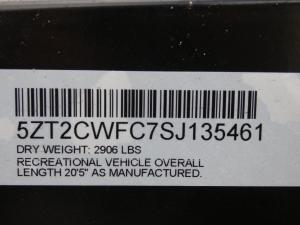 5ZT2CWFC7SJ135461
DRY WEIGHT: 2906 LBS
RECREATIONAL VEHICLE OVERALL
LENGTH 20'5" AS MANUFACTURED.